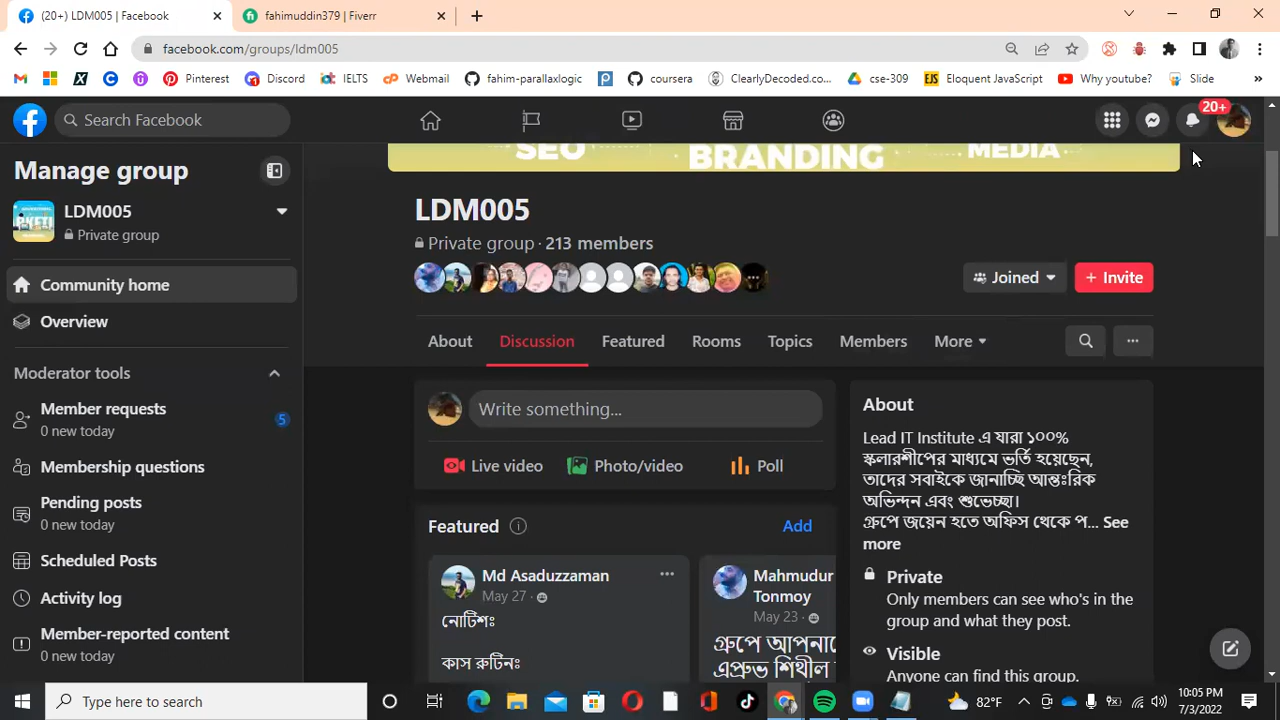 (20+) LDM005 | Facebook
fahimuddin379 | Fiverr
facebook.com/groups/ldm005
Pinterest
Discord
IELTS
Webmail
fahim-parallaxlogic
coursera
ClearlyDecoded.co...
cse-309
EJS Eloquent JavaScript
Why youtube?
Slide
»
Search Facebook
20+
SEO BRANDING MEDIA
Manage group
LDM005
Private group
Community home
Overview
Moderator tools
Member requests
0 new today
5
Membership questions
Pending posts
0 new today
Scheduled Posts
Activity log
Member-reported content
0 new today
LDM005
Private group · 213 members
Joined
+ Invite
About
Discussion
Featured
Rooms
Topics
Members
More
Write something...
Live video
Photo/video
Poll
Featured
Add
Md Asaduzzaman
May 27 ·
নোটিশঃ
কাস রুটিনঃ
Mahmudur
Tonmoy
May 23 ·
গ্রুপে আপনাদে
এপ্রুভ শিথীল
About
Lead IT Institute এ যারা ১০০%
স্কলারশীপের মাধ্যমে ভর্তি হয়েছেন,
তাদের সবাইকে জানাচ্ছি আন্তঃরিক
অভিন্দন এবং শুভেচ্ছা।
গ্রুপে জয়েন হতে অফিস থেকে প... See
more
Private
Only members can see who's in the
group and what they post.
Visible
Anyone can find this group.
Type here to search
82°F
10:05 PM
7/3/2022